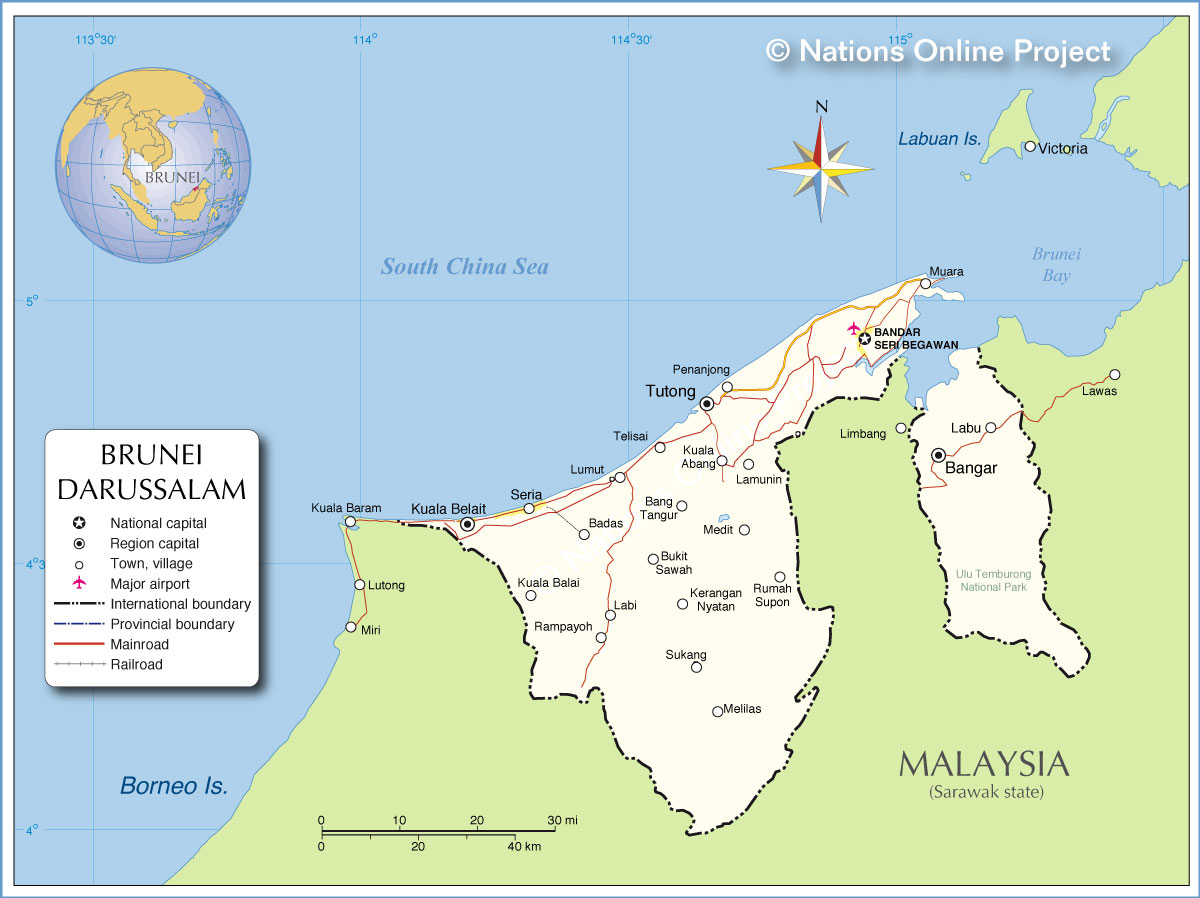 113°30'
114°
114°30'
115°
© Nations Online Project
N
Labuan Is.
Victoria
BRUNEI
South China Sea
Brunei
Bay
Muara
5°
BANDAR
SERI BEGAWAN
Penanjong
Tutong
Lawas
Telisai
Limbang
Labu
Kuala
Abang
Lamunin
Bangar
Lumut
BRUNEI
DARUSSALAM
National capital
Region capital
Town, village
Major airport
International boundary
Provincial boundary
Mainroad
Railroad
Kuala Baram
Kuala Belait
Seria
Bang
Tangur
Badas
Medit
4°3
Bukit
Sawah
Kuala Balai
Lutong
Kerangan
Nyatan
Rumah
Supon
Ulu Temburong
National Park
Labi
Rampayoh
Miri
Sukang
Melilas
MALAYSIA
(Sarawak state)
Borneo Is.
4°
0 10 20 30 mi
0 20 40 km